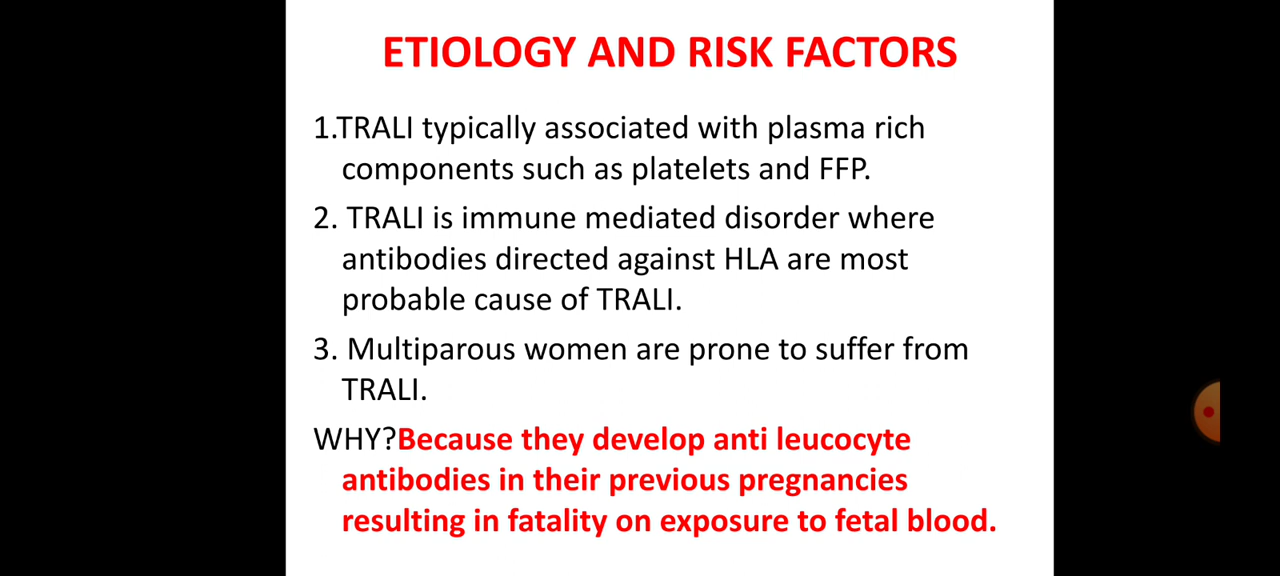 ETIOLOGY AND RISK FACTORS
1.TRALI typically associated with plasma rich
components such as platelets and FFP.
2. TRALI is immune mediated disorder where
antibodies directed against HLA are most
probable cause of TRALI.
3. Multiparous women are prone to suffer from
TRALI.
WHY?Because they develop anti leucocyte
antibodies in their previous pregnancies
resulting in fatality on exposure to fetal blood.